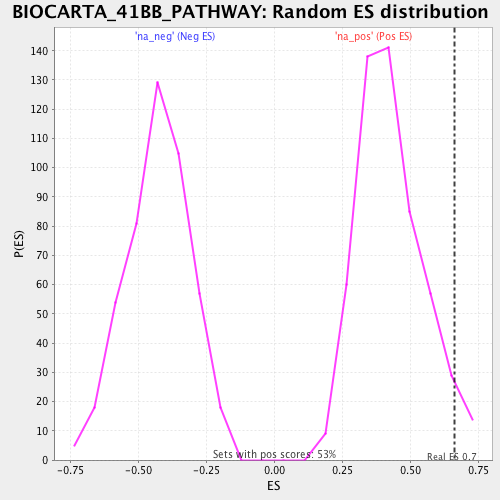 BIOCARTA_41BB_PATHWAY: Random ES distribution
'na_neg' (Neg ES) 'na_pos' (Pos ES)
140
130
120
110
100
90
80
70
60
50
40
30
20
10
0
P(ES)
Sets with pos scores: 53%
Real ES 0.7
-0.75 -0.50 -0.25 0.00 0.25 0.50 0.75
ES